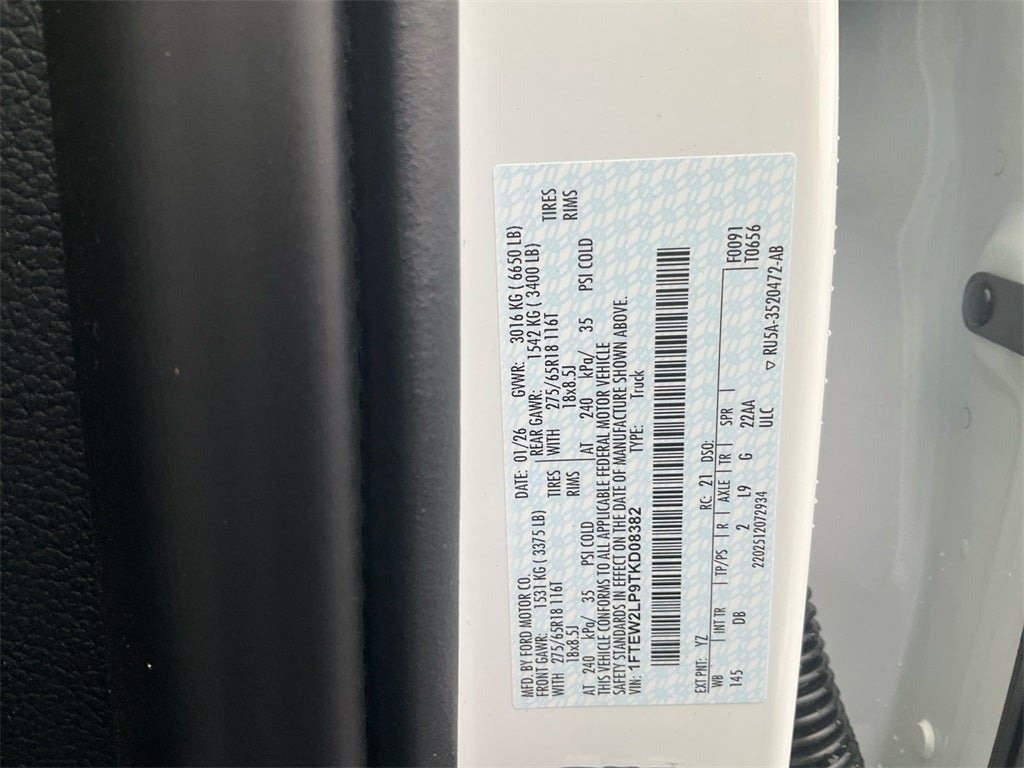 MFD. BY FORD MOTOR CO. DATE: 01/26 GVWR: 3016 KG ( 6650 LB)
FRONT GAWR: 1531 KG ( 3375 LB) REAR GAWR: 1542 KG ( 3400 LB)
WITH 275/65R18 116T TIRES WITH 275/65R18 116T TIRES
18x8.5J RIMS 18x8.5J RIMS
AT 240 kPa/ 35 PSI COLD AT 240 kPa/ 35 PSI COLD
THIS VEHICLE CONFORMS TO ALL APPLICABLE FEDERAL MOTOR VEHICLE
SAFETY STANDARDS IN EFFECT ON THE DATE OF MANUFACTURE SHOWN ABOVE.
VIN: 1FTEW2LP9TKD08382 TYPE: Truck
EXT PNT: YZ RC: 21 DSO: F0091
WB INT TR TP/PS R AXLE TR SPR T0656
145 DB 2 L9 G 22AA
2202512072934 ULC ▽ RU5A-3520472-AB